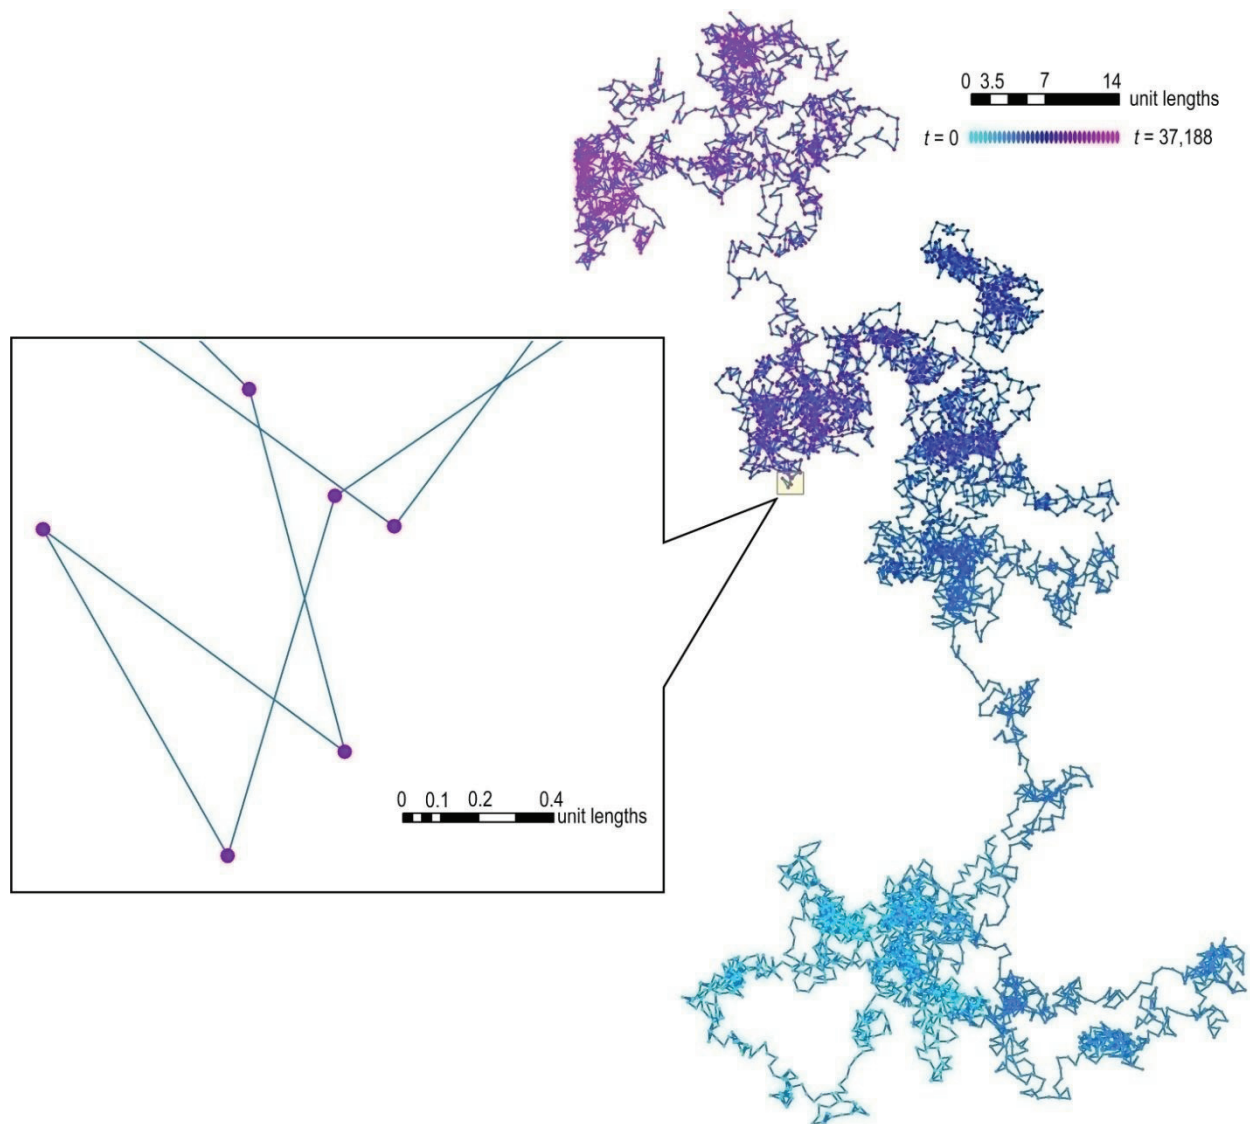 0 3.5 7 14
unit lengths
t = 0 t = 37,188
0 0.1 0.2 0.4
unit lengths